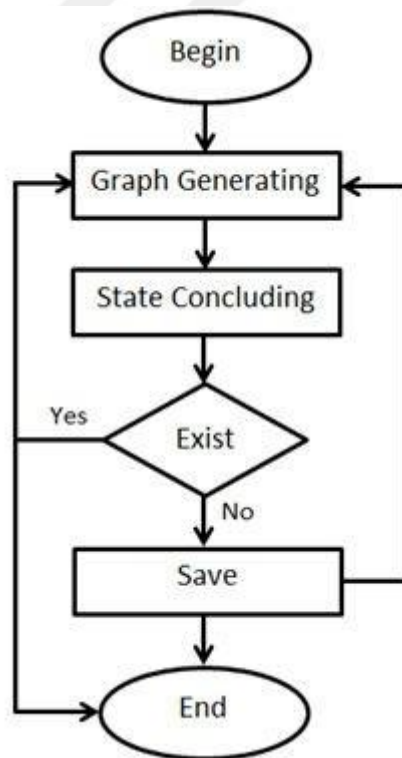 Begin
Graph Generating
State Concluding
Yes
Exist
No
Save
End